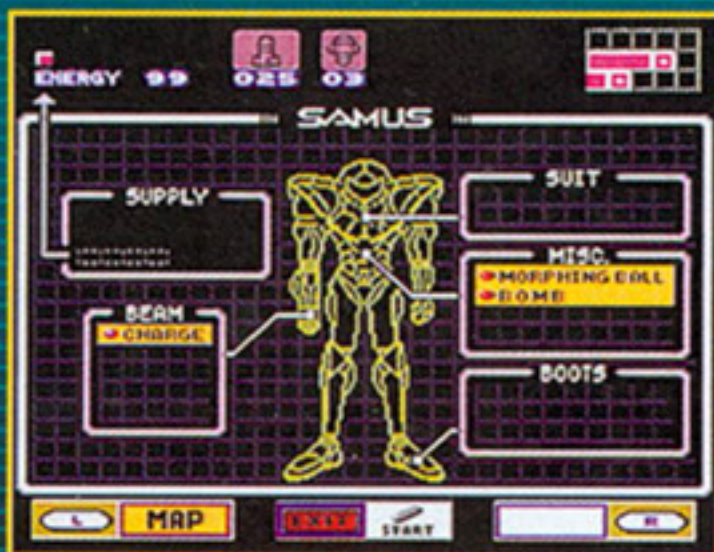 ENERGY 99 025 03
SAMUS
SUPPLY
SUIT
MISC.
MORPHING BALL
BOMB
BEAM
CHARGE
BOOTS
L MAP EXIT START R